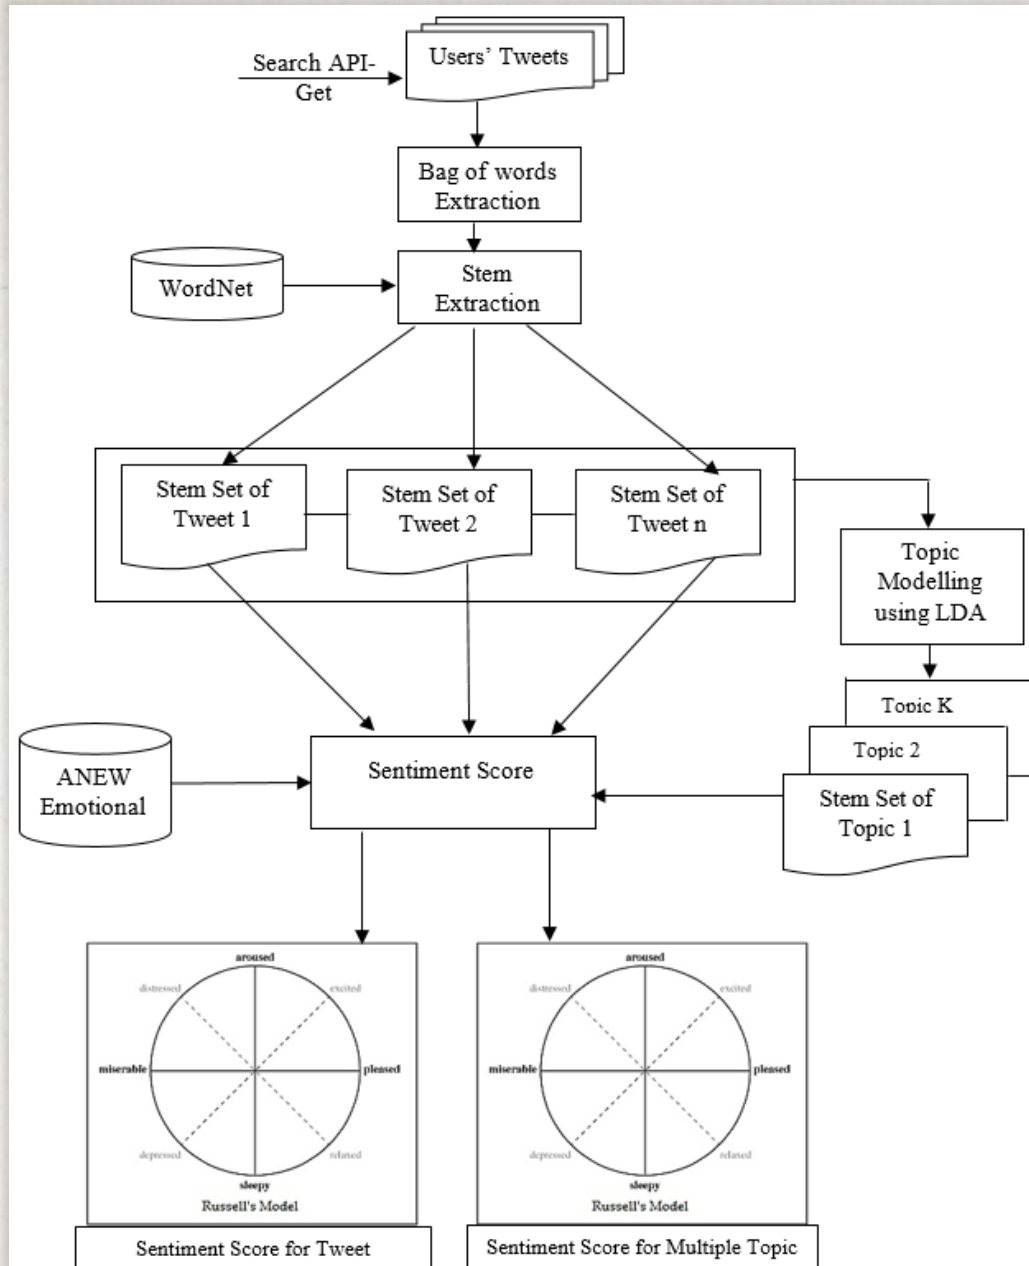 Users' Tweets
Search API-
Get
Bag of words
Extraction
WordNet
Stem
Extraction
Stem Set of
Tweet 1
Stem Set of
Tweet 2
Stem Set of
Tweet n
Topic
Modelling
using LDA
Topic K
Topic 2
Stem Set of
Topic 1
ANEW
Emotional
Sentiment Score
aroused
distressed
excited
miserable
pleased
depressed
relaxed
sleepy
Russell's Model
Sentiment Score for Tweet
aroused
distressed
excited
miserable
pleased
depressed
relaxed
sleepy
Russell's Model
Sentiment Score for Multiple Topic